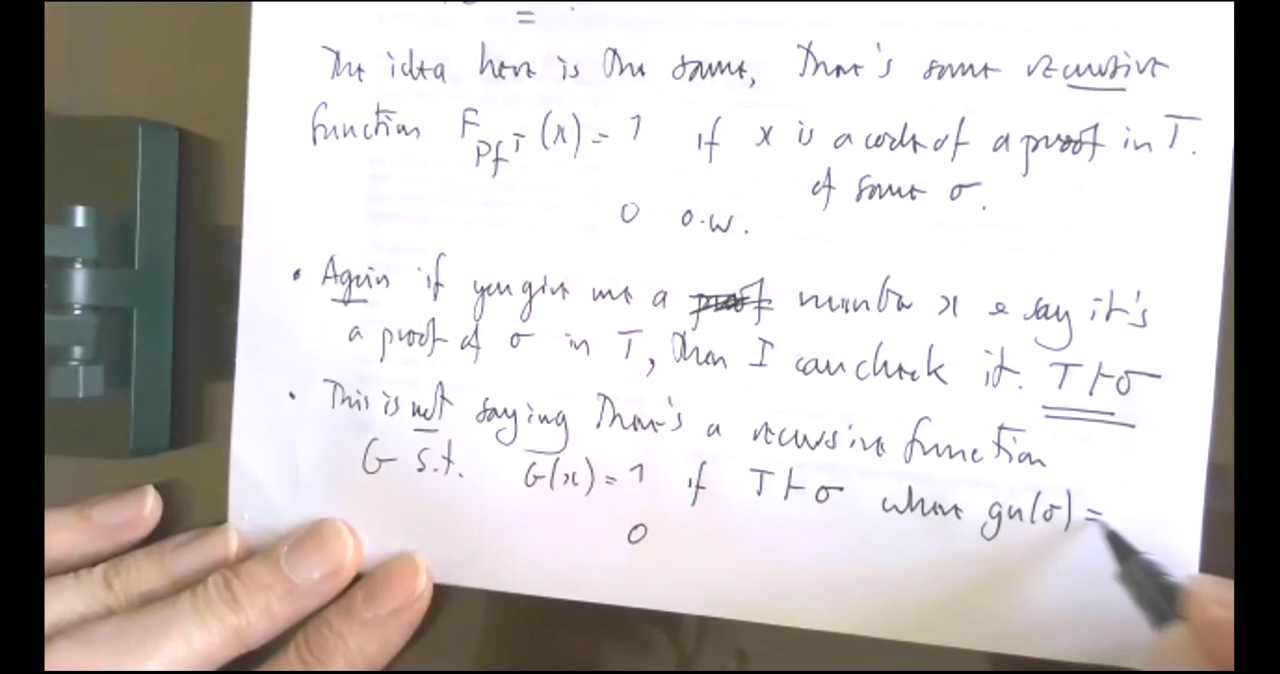 The idea here is the same, there's some recursive
function F_{Pf^T}(x) = 1 if x is a code of a proof in T.
of some σ.
0 o.w.
• Again if you give me a number x & say it's
a proof of σ in T, then I can check it. T ⊢ σ
• This is not saying there's a recursive function
G s.t. G(x) = 1 if T ⊢ σ where gn(σ) =
0